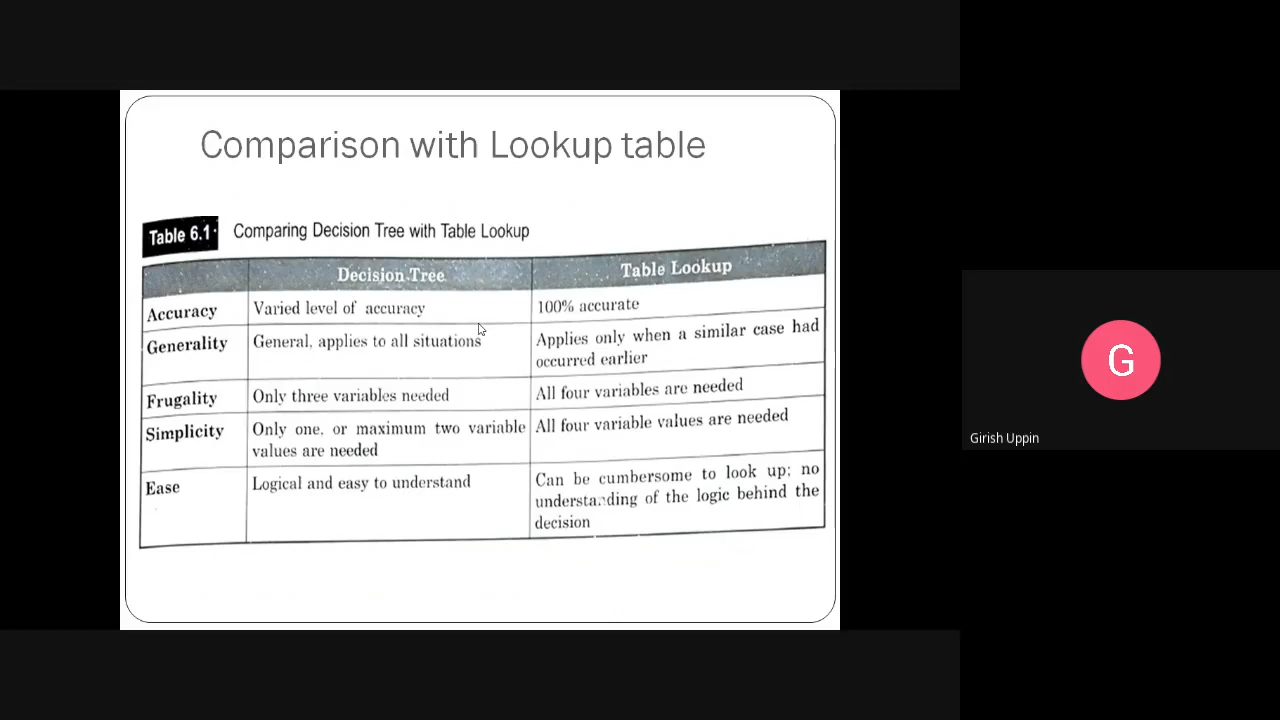 Comparison with Lookup table
Table 6.1 Comparing Decision Tree with Table Lookup
Decision Tree Table Lookup
Accuracy Varied level of accuracy 100% accurate
Generality General, applies to all situations Applies only when a similar case had
occurred earlier
Frugality Only three variables needed All four variables are needed
Simplicity Only one, or maximum two variable All four variable values are needed
values are needed
Ease Logical and easy to understand Can be cumbersome to look up; no
understanding of the logic behind the
decision
G
Girish Uppin